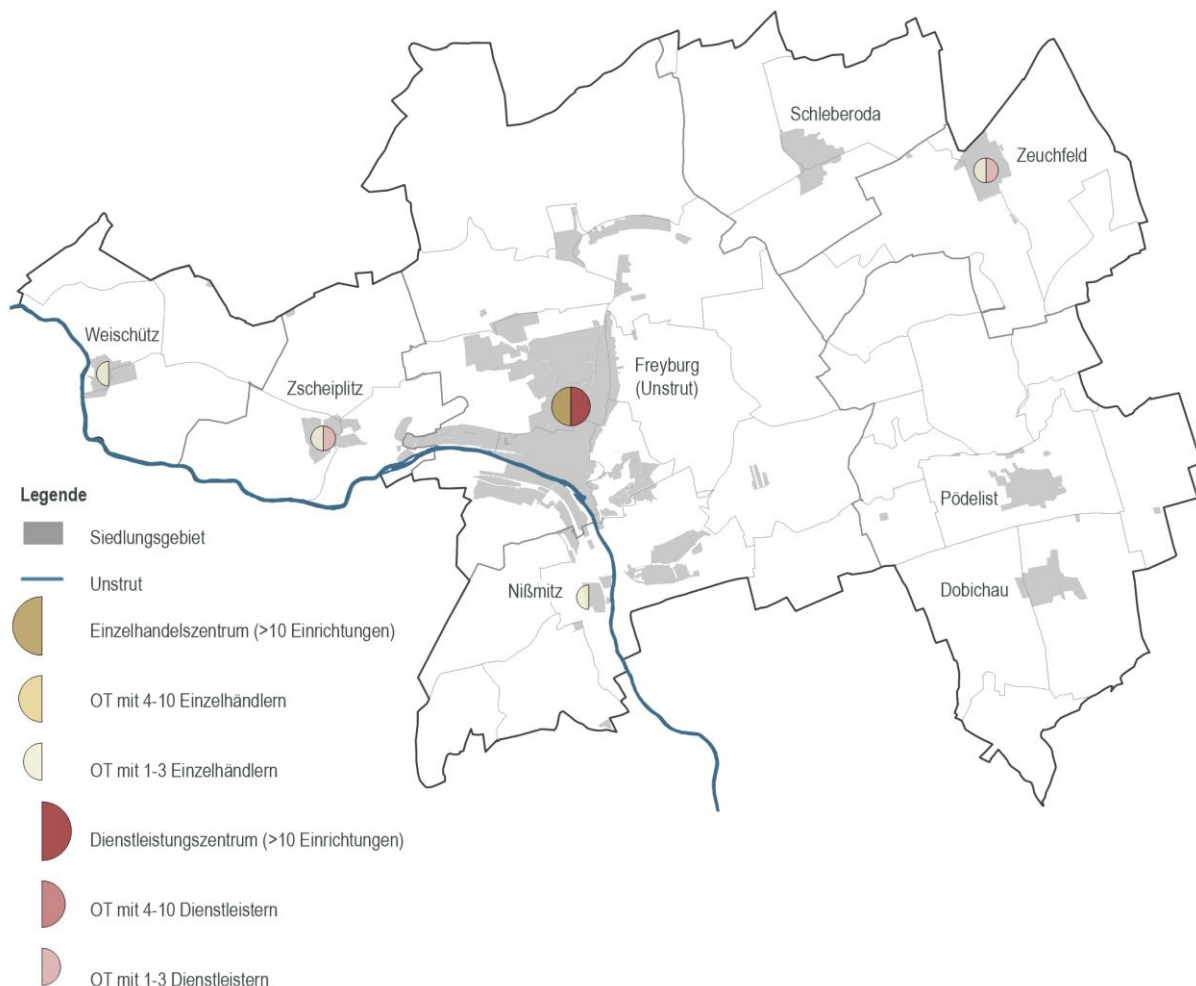 Schleberoda
Zeuchfeld
Weischütz
Freyburg
(Unstrut)
Zscheiplitz
Pödelist
Nißmitz
Dobichau
Legende
Siedlungsgebiet
Unstrut
Einzelhandelszentrum (>10 Einrichtungen)
OT mit 4-10 Einzelhändlern
OT mit 1-3 Einzelhändlern
Dienstleistungszentrum (>10 Einrichtungen)
OT mit 4-10 Dienstleistern
OT mit 1-3 Dienstleistern